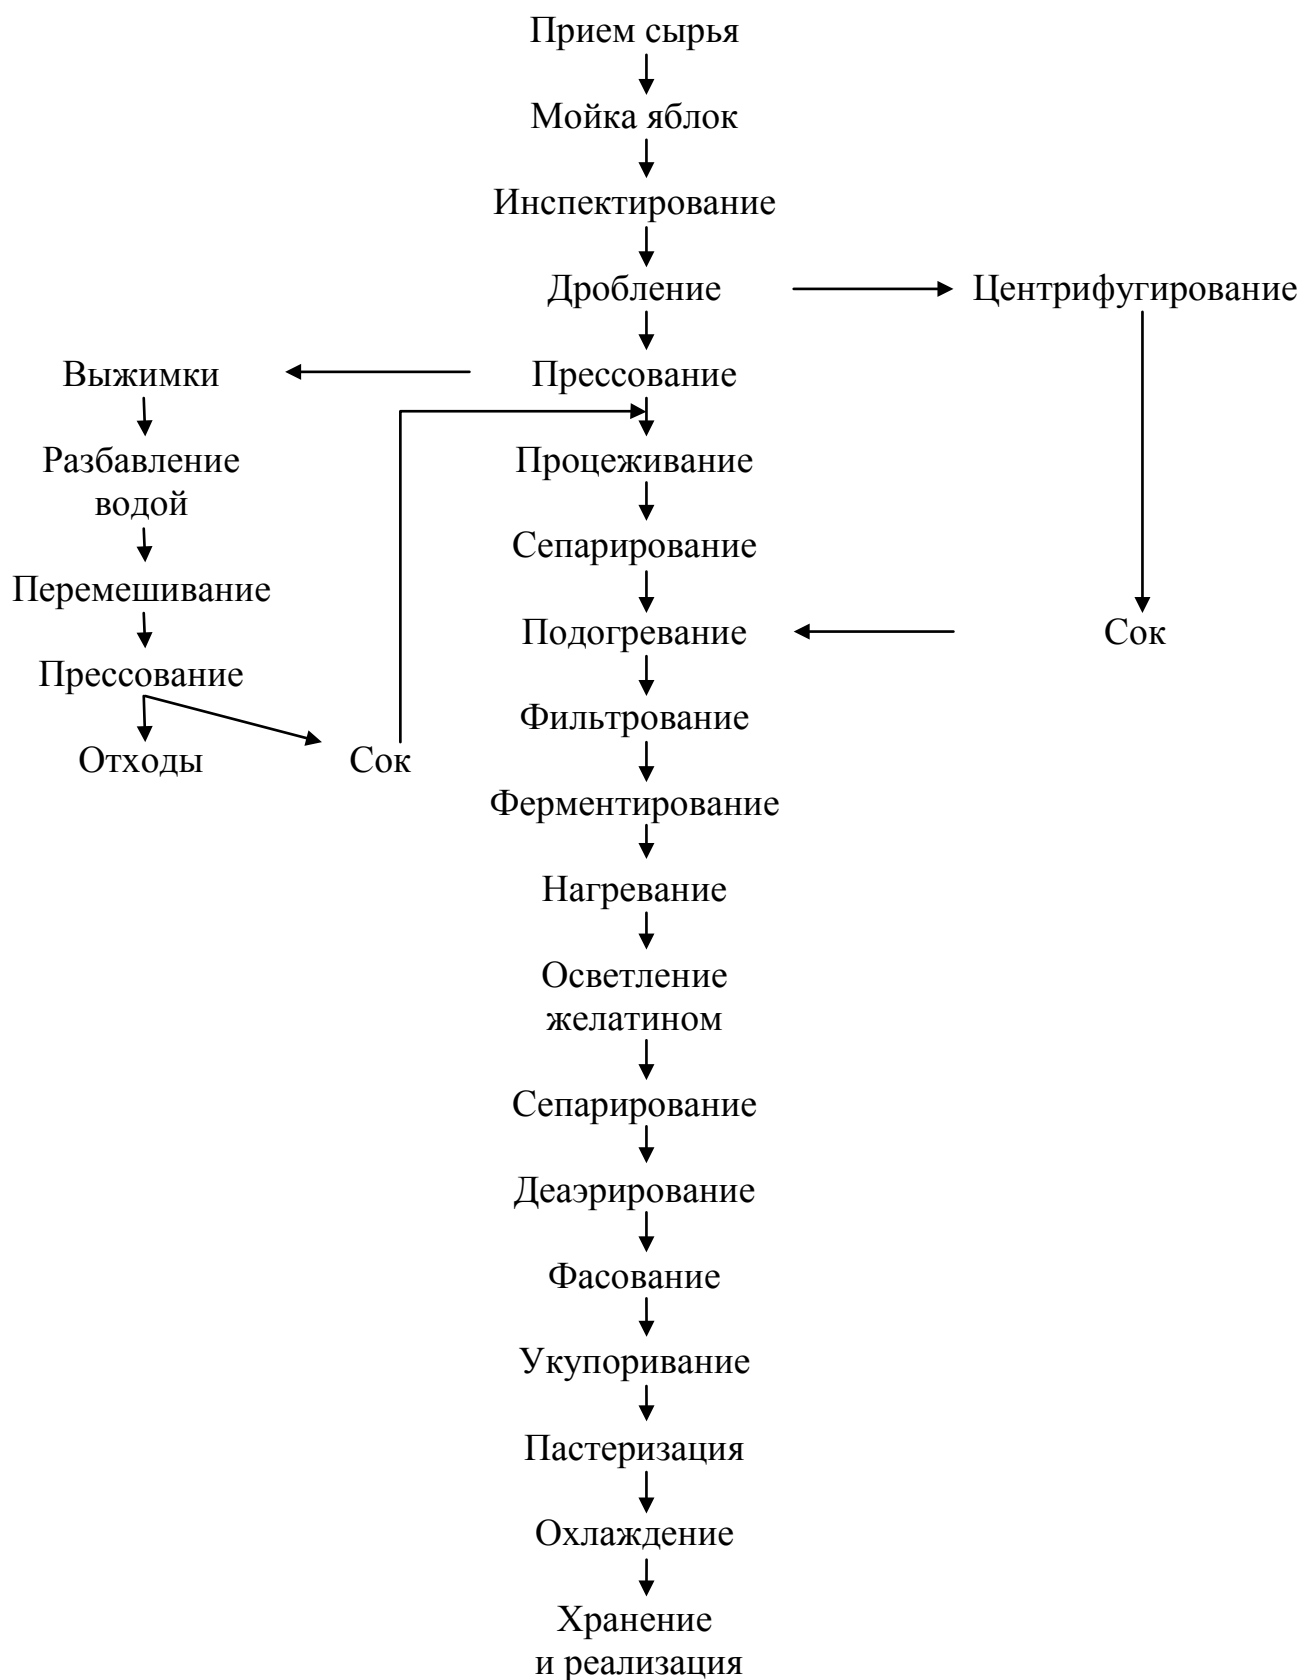 Прием сырья
Мойка яблок
Инспектирование
Дробление
Центрифугирование
Выжимки
Прессование
Разбавление
водой
Процеживание
Сепарирование
Перемешивание
Подогревание
Сок
Прессование
Фильтрование
Отходы
Сок
Ферментирование
Нагревание
Осветление
желатином
Сепарирование
Деаэрирование
Фасование
Укупоривание
Пастеризация
Охлаждение
Хранение
и реализация